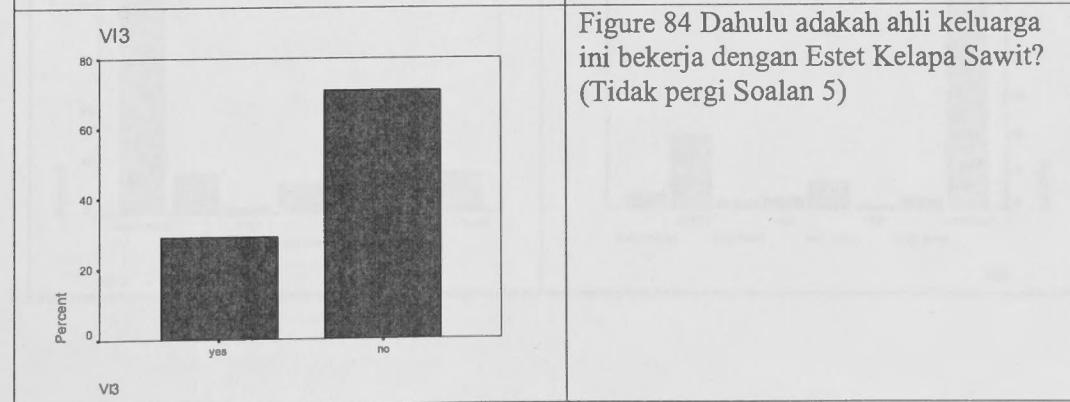 VI3
80
60
40
20
0
Percent
yes
no
VI3
Figure 84 Dahulu adakah ahli keluarga
ini bekerja dengan Estet Kelapa Sawit?
(Tidak pergi Soalan 5)